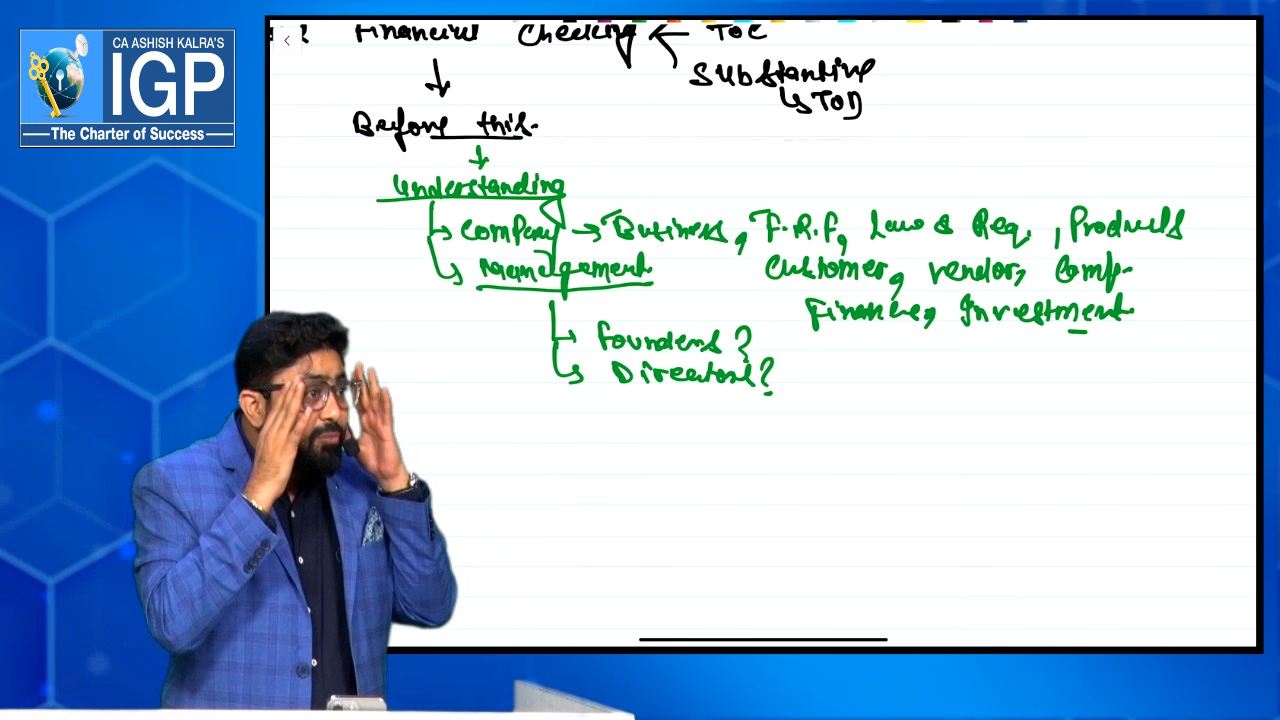 CA ASHISH KALRA'S
IGP
The Charter of Success
Financial Checking ← TOC
Substantive
↳ TOD
Before this.
Understanding
Company → Business, F.R.F, Law & Req., Products
Management Customer, vendor, Comp.
Finance, Investment
Founders?
Directors?